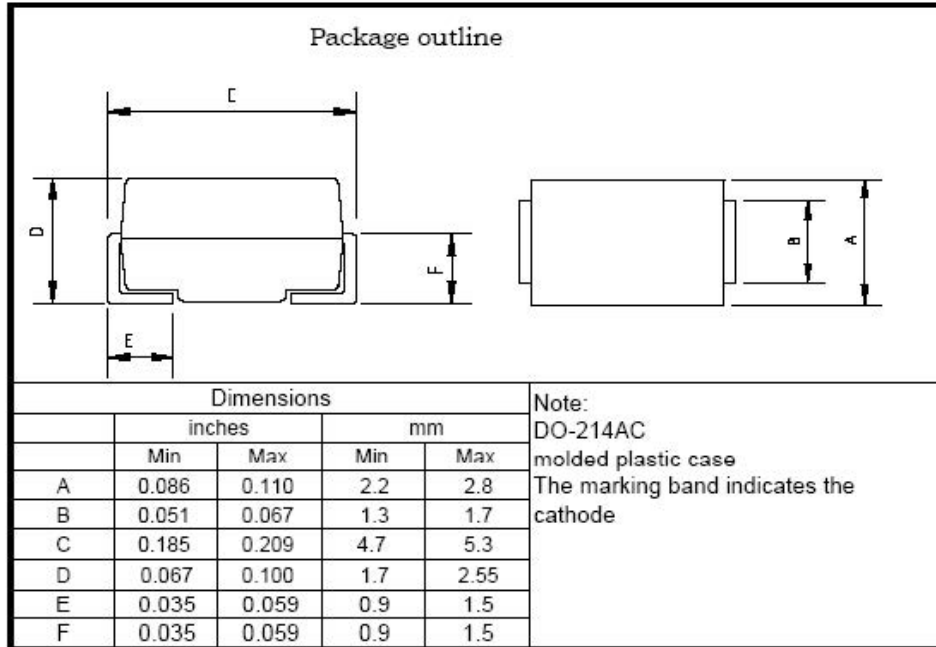 Package outline
C
D
F
E
B
A
Dimensions
inches mm
Min Max Min Max
A 0.086 0.110 2.2 2.8
B 0.051 0.067 1.3 1.7
C 0.185 0.209 4.7 5.3
D 0.067 0.100 1.7 2.55
E 0.035 0.059 0.9 1.5
F 0.035 0.059 0.9 1.5
Note:
DO-214AC
molded plastic case
The marking band indicates the
cathode